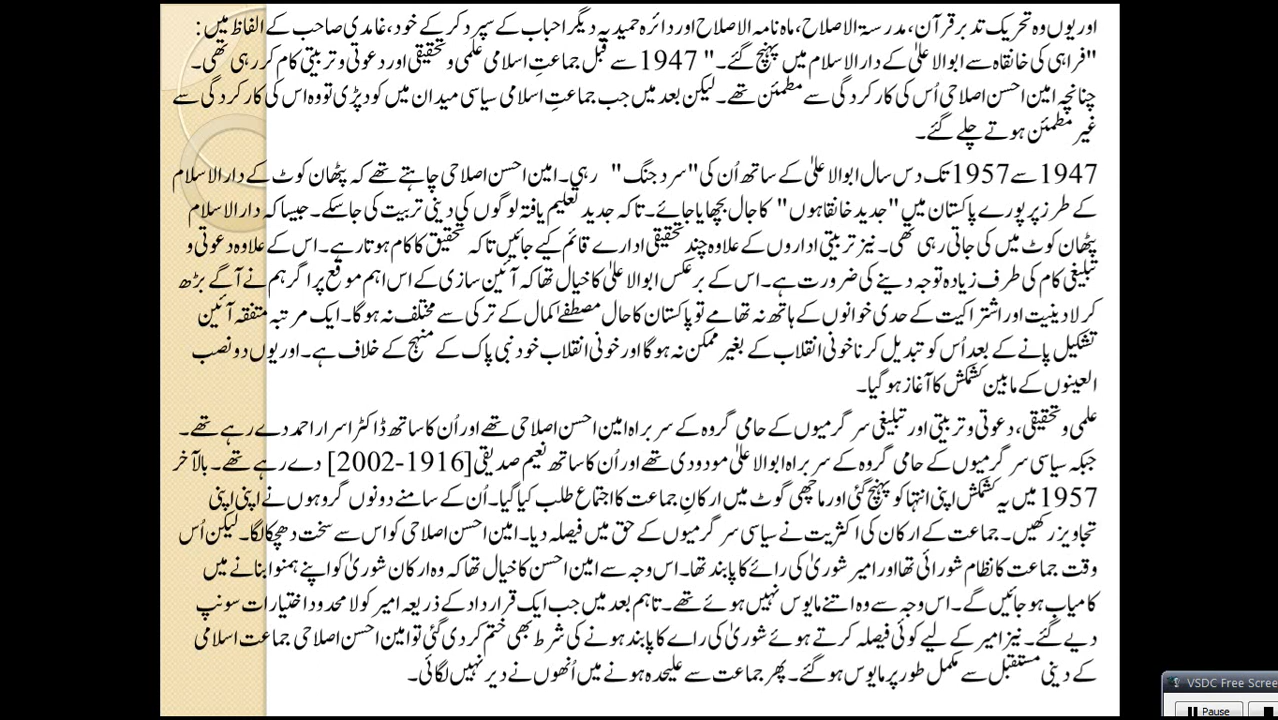 اور یوں وہ تحریک تدبر قرآن، مدرسۃ الاصلاح، ماہ نامہ الاصلاح اور دائرہ حمیدیہ دیگر احباب کے سپرد کر کے خود، غامدی صاحب کے الفاظ میں:
"فراہی کی خانقاہ سے ابوالاعلیٰ کے دارالاسلام میں پہنچ گئے۔" 1947 سے قبل جماعتِ اسلامی علمی و تحقیقی اور دعوتی و تربیتی کام کر رہی تھی۔
چنانچہ امین احسن اصلاحی اُس کی کارکردگی سے مطمئن تھے۔ لیکن بعد میں جب جماعتِ اسلامی سیاسی میدان میں کود پڑی تو وہ اس کی کارکردگی سے
غیر مطمئن ہوتے چلے گئے۔
1947 سے 1957 تک دس سال ابوالاعلیٰ کے ساتھ اُن کی "سرد جنگ" رہی۔ امین احسن اصلاحی چاہتے تھے کہ پٹھان کوٹ کے دارالاسلام
کے طرز پر پورے پاکستان میں "جدید خانقاہوں" کا جال بچھایا جائے۔ تاکہ جدید تعلیم یافتہ لوگوں کی دینی تربیت کی جا سکے۔ جیسا کہ دارالاسلام
پٹھان کوٹ میں کی جاتی رہی تھی۔ نیز تربیتی اداروں کے علاوہ چند تحقیقی ادارے قائم کیے جائیں تاکہ تحقیق کا کام ہوتا رہے۔ اس کے علاوہ دعوتی و
تبلیغی کام کی طرف زیادہ توجہ دینے کی ضرورت ہے۔ اس کے برعکس ابوالاعلیٰ کا خیال تھا کہ آئین سازی کے اس اہم موقع پر اگر ہم نے آگے بڑھ
کر لادینیت اور اشتراکیت کے حدی خوانوں کے ہاتھ نہ تھامے تو پاکستان کا حال مصطفےٰ کمال کے ترکی سے مختلف نہ ہو گا۔ ایک مرتبہ متفقہ آئین
تشکیل پانے کے بعد اُس کو تبدیل کرنا خونی انقلاب کے بغیر ممکن نہ ہو گا اور خونی انقلاب خود نبی پاک کے منہج کے خلاف ہے۔ اور یوں دو نصب
العینوں کے مابین کشمکش کا آغاز ہو گیا۔
علمی و تحقیقی، دعوتی و تربیتی اور تبلیغی سرگرمیوں کے حامی گروہ کے سربراہ امین احسن اصلاحی تھے اور اُن کا ساتھ ڈاکٹر اسرار احمد دے رہے تھے۔
جبکہ سیاسی سرگرمیوں کے حامی گروہ کے سربراہ ابوالاعلیٰ مودودی تھے اور اُن کا ساتھ نعیم صدیقی [1916-2002] دے رہے تھے۔ بالآخر
1957 میں یہ کشمکش اپنی انتہا کو پہنچ گئی اور ماچھی گوٹ میں ارکانِ جماعت کا اجتماع طلب کیا گیا۔ اُن کے سامنے دونوں گروہوں نے اپنی اپنی
تجاویز رکھیں۔ جماعت کے ارکان کی اکثریت نے سیاسی سرگرمیوں کے حق میں فیصلہ دیا۔ امین احسن اصلاحی کو اس سے سخت دھچکا لگا۔ لیکن اُس
وقت جماعت کا نظام شورائی تھا اور امیر شوریٰ کی رائے کا پابند تھا۔ اس وجہ سے امین احسن کا خیال تھا کہ وہ ارکان شوریٰ کو اپنے ہمنوا بنانے میں
کامیاب ہو جائیں گے۔ اس وجہ سے وہ اتنے مایوس نہیں ہوئے تھے۔ تاہم بعد میں جب ایک قرارداد کے ذریعہ امیر کو لامحدود اختیارات سونپ
دیے گئے۔ نیز امیر کے لیے کوئی فیصلہ کرتے ہوئے شوریٰ کی راے کا پابند ہونے کی شرط بھی ختم کر دی گئی تو امین احسن اصلاحی جماعت اسلامی
کے دینی مستقبل سے مکمل طور پر مایوس ہو گئے۔ پھر جماعت سے علیحدہ ہونے میں اُنھوں نے دیر نہیں لگائی۔
VSDC Free Scree
Pause